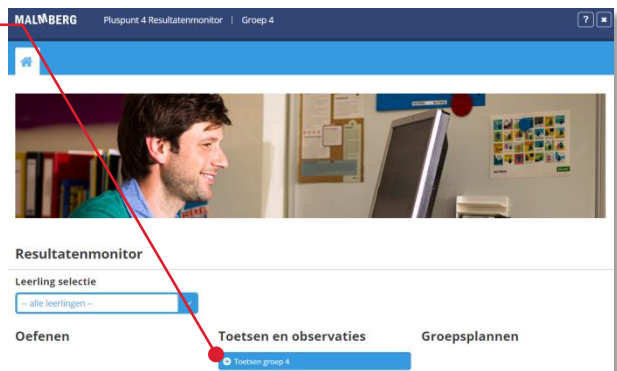 MALMBERG Pluspunt 4 Resultatenmonitor | Groep 4 ? ×
Resultatenmonitor
Leerling selectie
-- alle leerlingen --
Oefenen Toetsen en observaties Groepsplannen
Toetsen groep 4